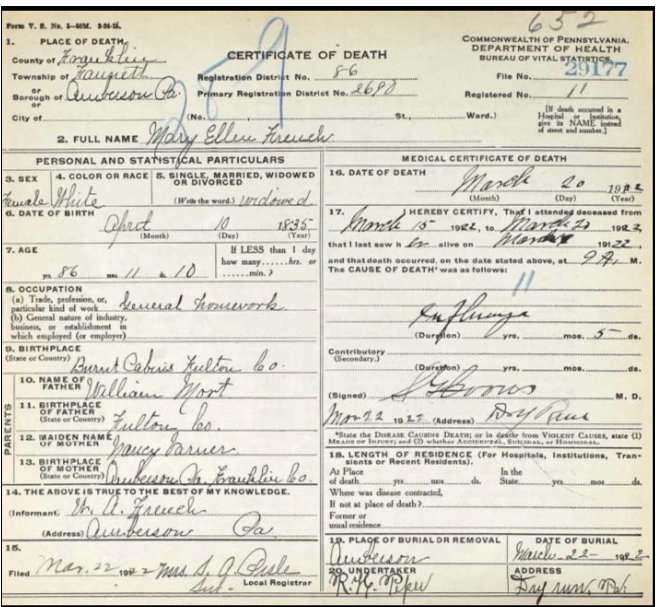 Form V. S. No. 5-
652
1. PLACE OF DEATH,
County of Franklin
Township of Fannett
or
Borough of Amberson Pa.
or
City of
CERTIFICATE OF DEATH
Registration District No. 86
Primary Registration District No. 2690
(No. St., Ward.)
COMMONWEALTH OF PENNSYLVANIA.
DEPARTMENT OF HEALTH
BUREAU OF VITAL STATISTICS
File No. 29177
Registered No. 11
[If death occurred in a
Hospital or Institution,
give its NAME instead
of street and number.]
2. FULL NAME Mary Ellen French
PERSONAL AND STATISTICAL PARTICULARS
3. SEX
Female
4. COLOR OR RACE
White
5. SINGLE, MARRIED, WIDOWED
OR DIVORCED
(Write the word.) widowed
6. DATE OF BIRTH
April 10 1835
(Month) (Day) (Year)
7. AGE
yrs. 86 mos. 11 ds. 10
If LESS than 1 day
how many......hrs. or
......min.?
8. OCCUPATION
(a) Trade, profession, or,
particular kind of work General housework
(b) General nature of industry,
business, or establishment in
which employed (or employer)
9. BIRTHPLACE
(State or Country) Burnt Cabins Fulton Co.
PARENTS
10. NAME OF
FATHER William Mort
11. BIRTHPLACE
OF FATHER
(State or Country) Fulton Co.
12. MAIDEN NAME
OF MOTHER Nancy
13. BIRTHPLACE
OF MOTHER
(State or Country) Amberson Pa. Franklin Co.
14. THE ABOVE IS TRUE TO THE BEST OF MY KNOWLEDGE.
(Informant) W. A. French
(Address) Amberson Pa
15.
Filed Mar. 22 1922 Mrs. S. A.
Local Registrar
MEDICAL CERTIFICATE OF DEATH
16. DATE OF DEATH
March 20 1922
(Month) (Day) (Year)
17. I HEREBY CERTIFY, That I attended deceased from
March 15 1922, to March 20 1922
that I last saw her alive on March 1922,
and that death occurred, on the date stated above, at 9 A. M.
The CAUSE OF DEATH* was as follows:
11
Influenza
(Duration) yrs. mos. 5 ds.
Contributory
(Secondary.)
(Duration) yrs. mos. ds.
(Signed) M. D.
Mar 22 1922 (Address) Dry Run
*State the DISEASE CAUSING DEATH; or in deaths from VIOLENT CAUSES, state (1)
MEANS OF INJURY; and (2) whether ACCIDENTAL, SUICIDAL, or HOMICIDAL.
18. LENGTH OF RESIDENCE (For Hospitals, Institutions, Tran-
sients or Recent Residents).
At Place In the
of death yrs. mos. ds. State yrs. mos. ds.
Where was disease contracted,
If not at place of death?
Former or
usual residence
19. PLACE OF BURIAL OR REMOVAL
Amberson
DATE OF BURIAL
March 22 1922
20. UNDERTAKER
R. K. Piper
ADDRESS
Dry run, Pa